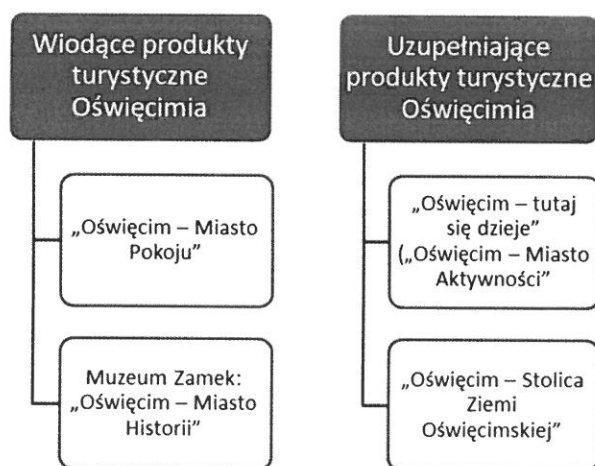 Wiodące produkty
turystyczne
Oświęcimia
„Oświęcim – Miasto
Pokoju”
Muzeum Zamek:
„Oświęcim – Miasto
Historii”
Uzupełniające
produkty turystyczne
Oświęcimia
„Oświęcim – tutaj
się dzieje”
(„Oświęcim – Miasto
Aktywności”
„Oświęcim – Stolica
Ziemi
Oświęcimskiej”